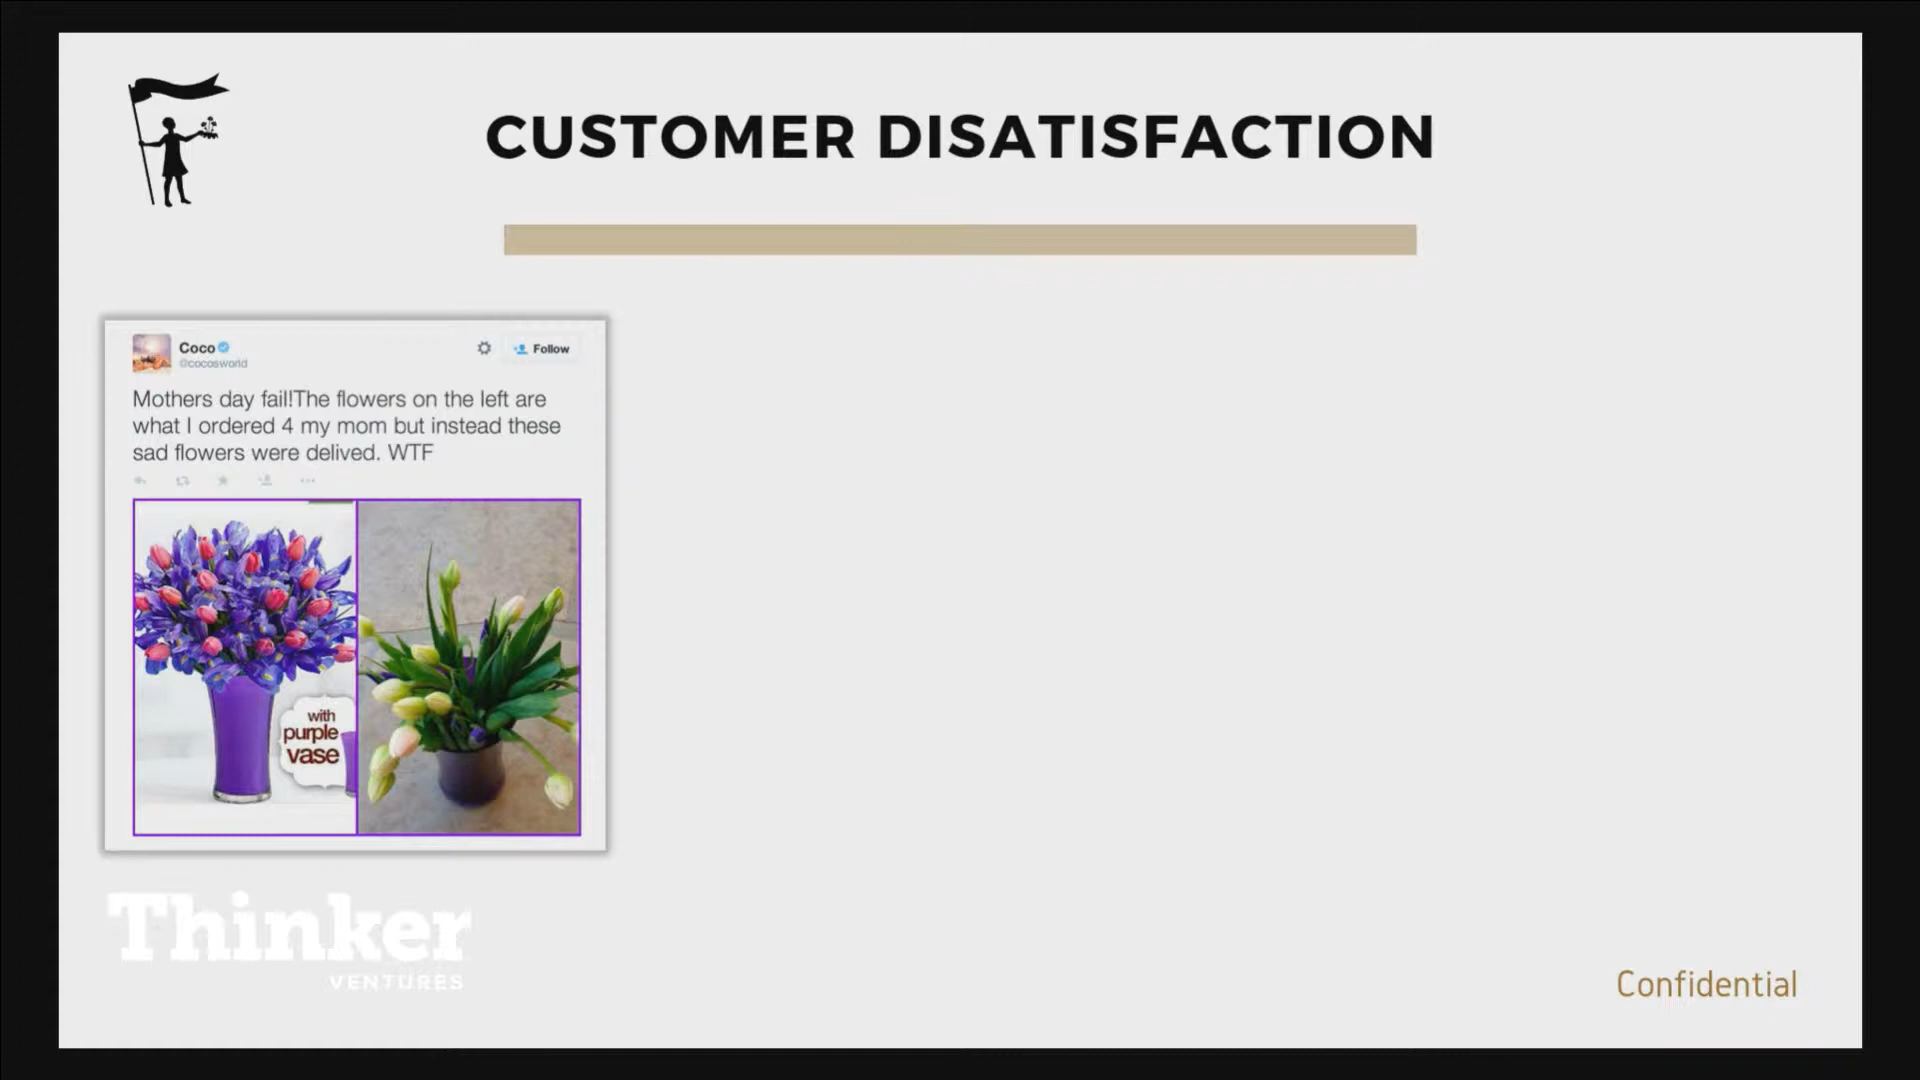 CUSTOMER DISATISFACTION
Coco
@cocosworld
Follow
Mothers day fail!The flowers on the left are
what I ordered 4 my mom but instead these
sad flowers were delived. WTF
with
purple
vase
Thinker
VENTURES
Confidential